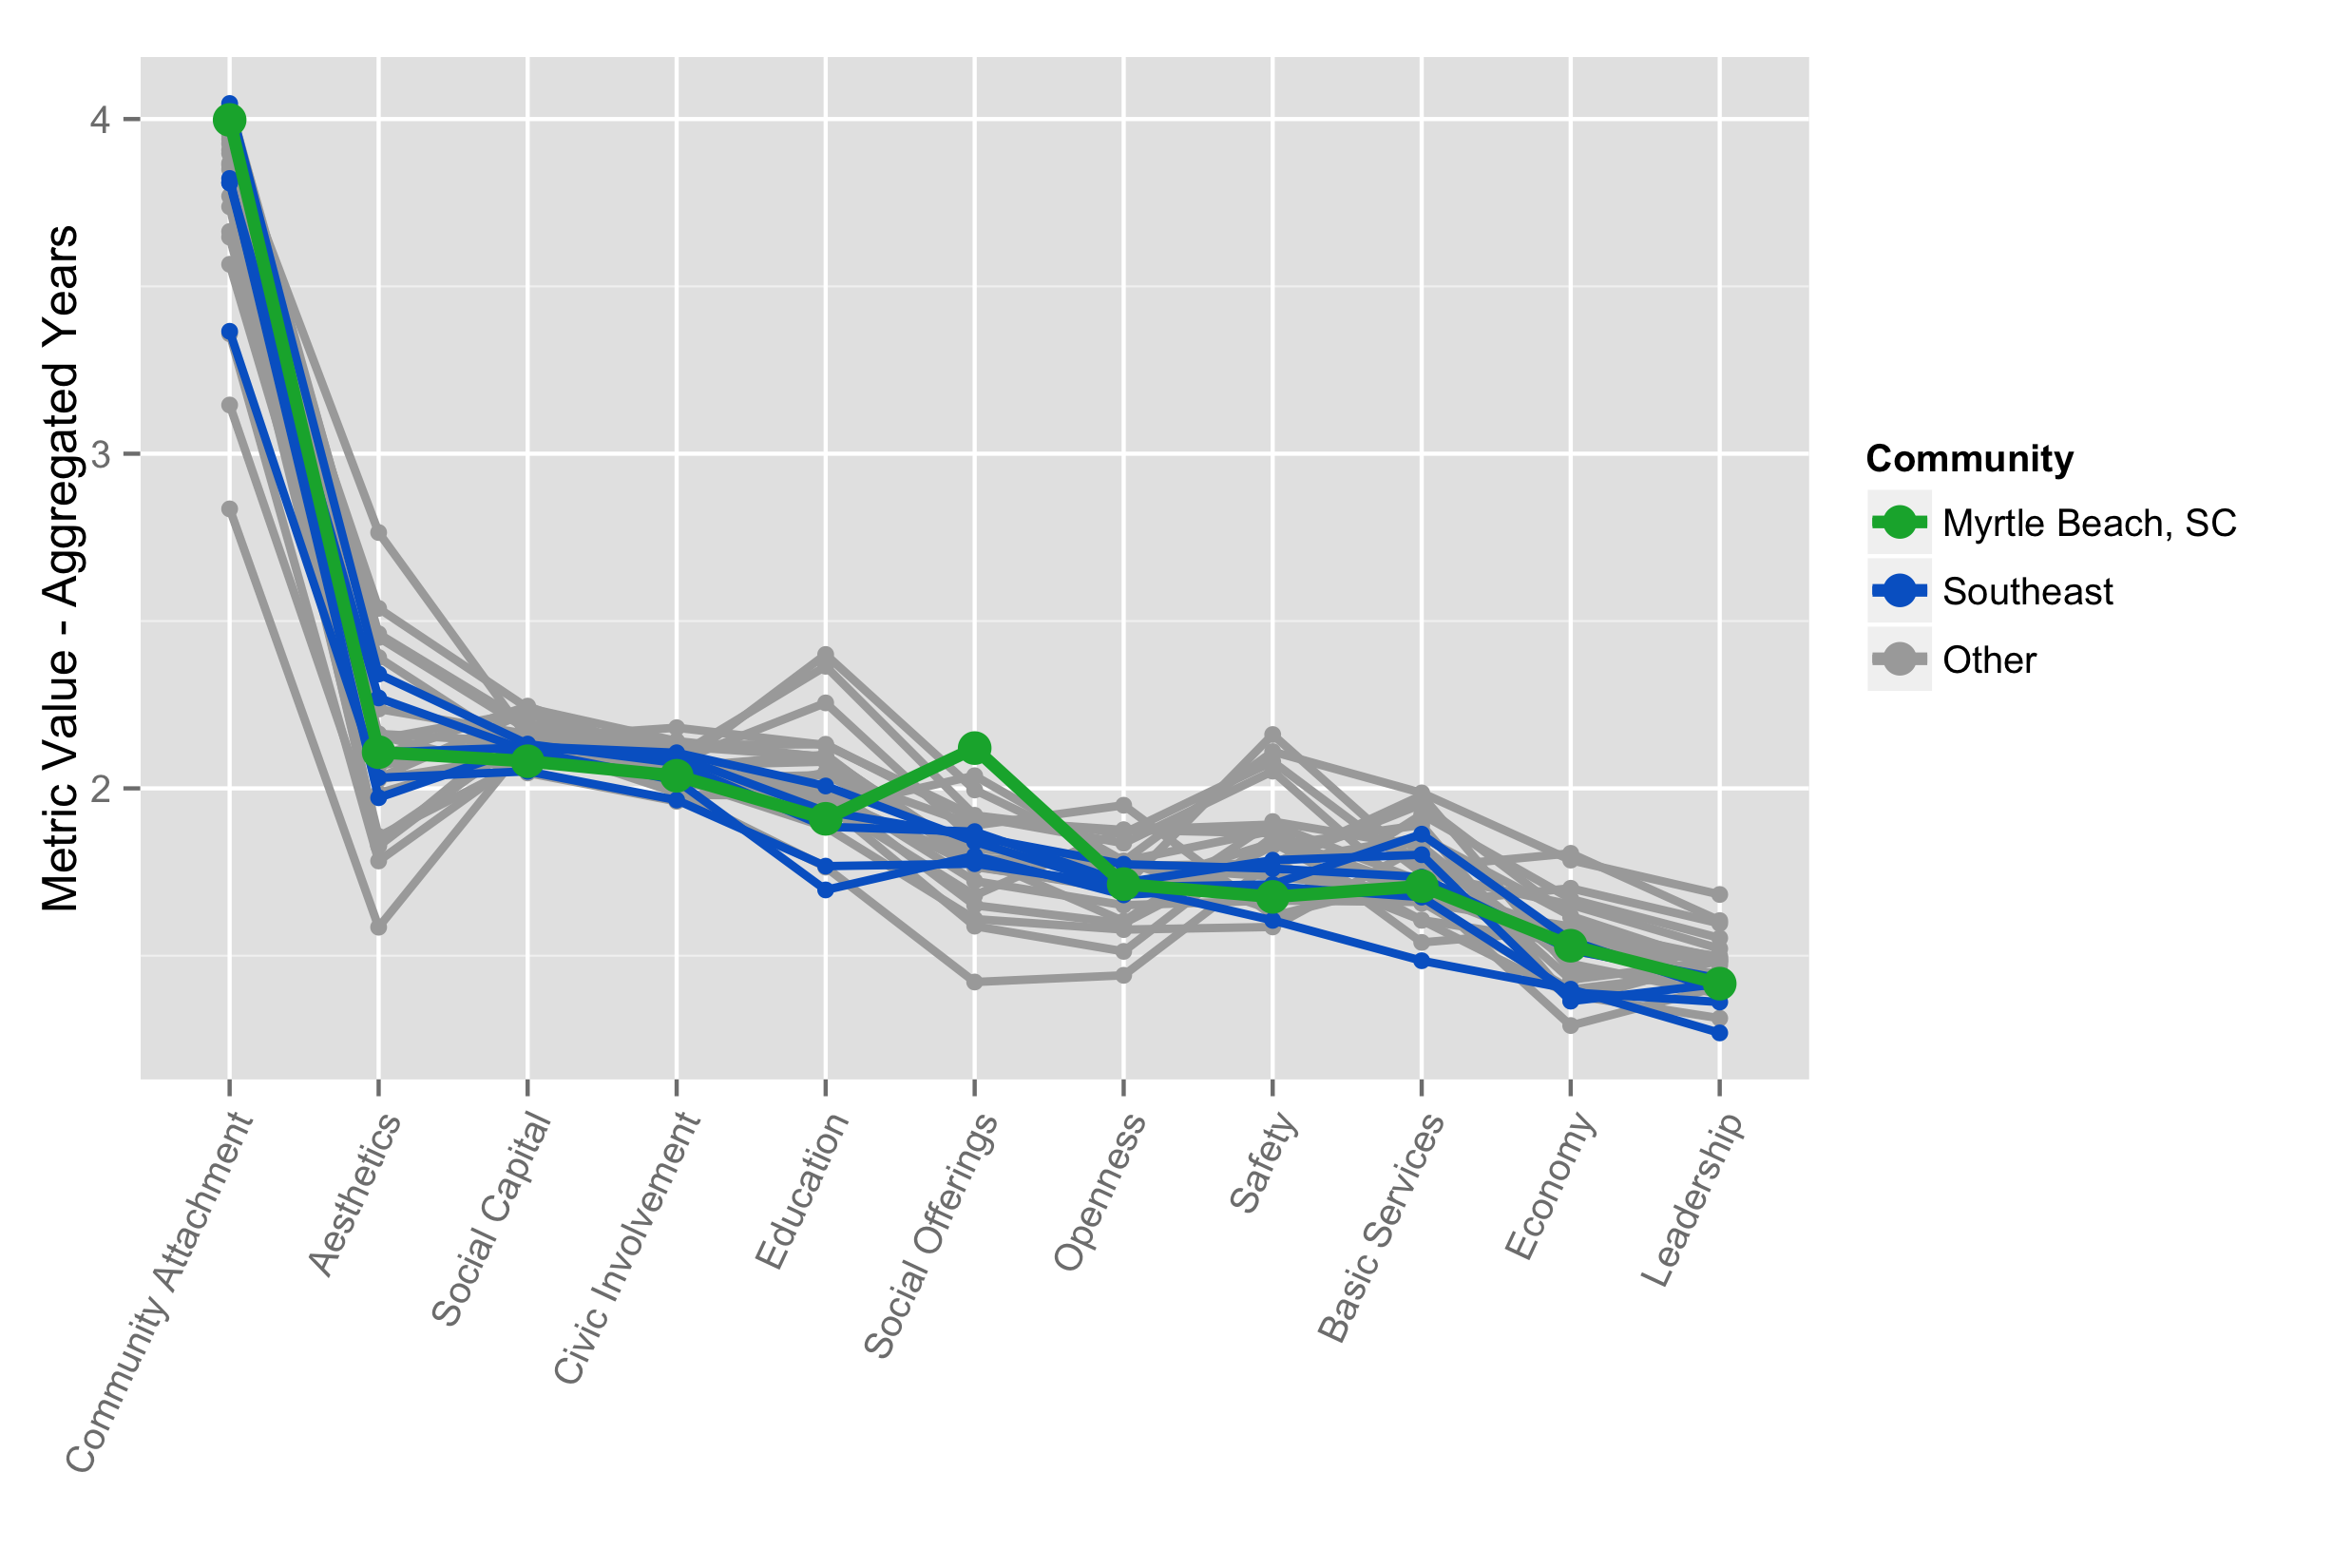 Metric Value - Aggregated Years
4
3
2
Community Attachment
Aesthetics
Social Capital
Civic Involvement
Education
Social Offerings
Openness
Safety
Basic Services
Economy
Leadership
Community
Myrtle Beach, SC
Southeast
Other